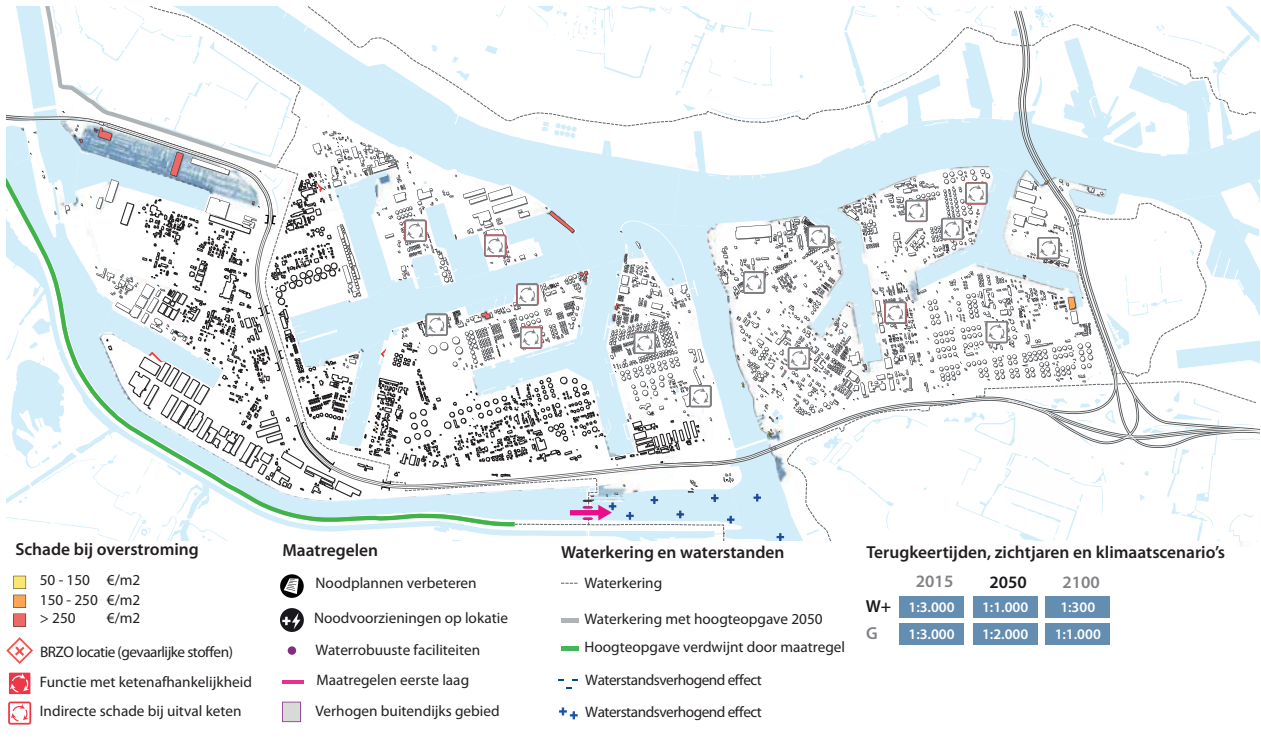 Schade bij overstroming
50 - 150 €/m2
150 - 250 €/m2
> 250 €/m2
BRZO locatie (gevaarlijke stoffen)
Functie met ketenafhankelijkheid
Indirecte schade bij uitval keten
Maatregelen
Noodplannen verbeteren
Noodvoorzieningen op lokatie
Waterrobuuste faciliteiten
Maatregelen eerste laag
Verhogen buitendijks gebied
Waterkering en waterstanden
Waterkering
Waterkering met hoogteopgave 2050
Hoogteopgave verdwijnt door maatregel
Waterstandsverhogend effect
Waterstandsverhogend effect
Terugkeertijden, zichtjaren en klimaatscenario's
2015 2050 2100
W+ 1:3.000 1:1.000 1:300
G 1:3.000 1:2.000 1:1.000